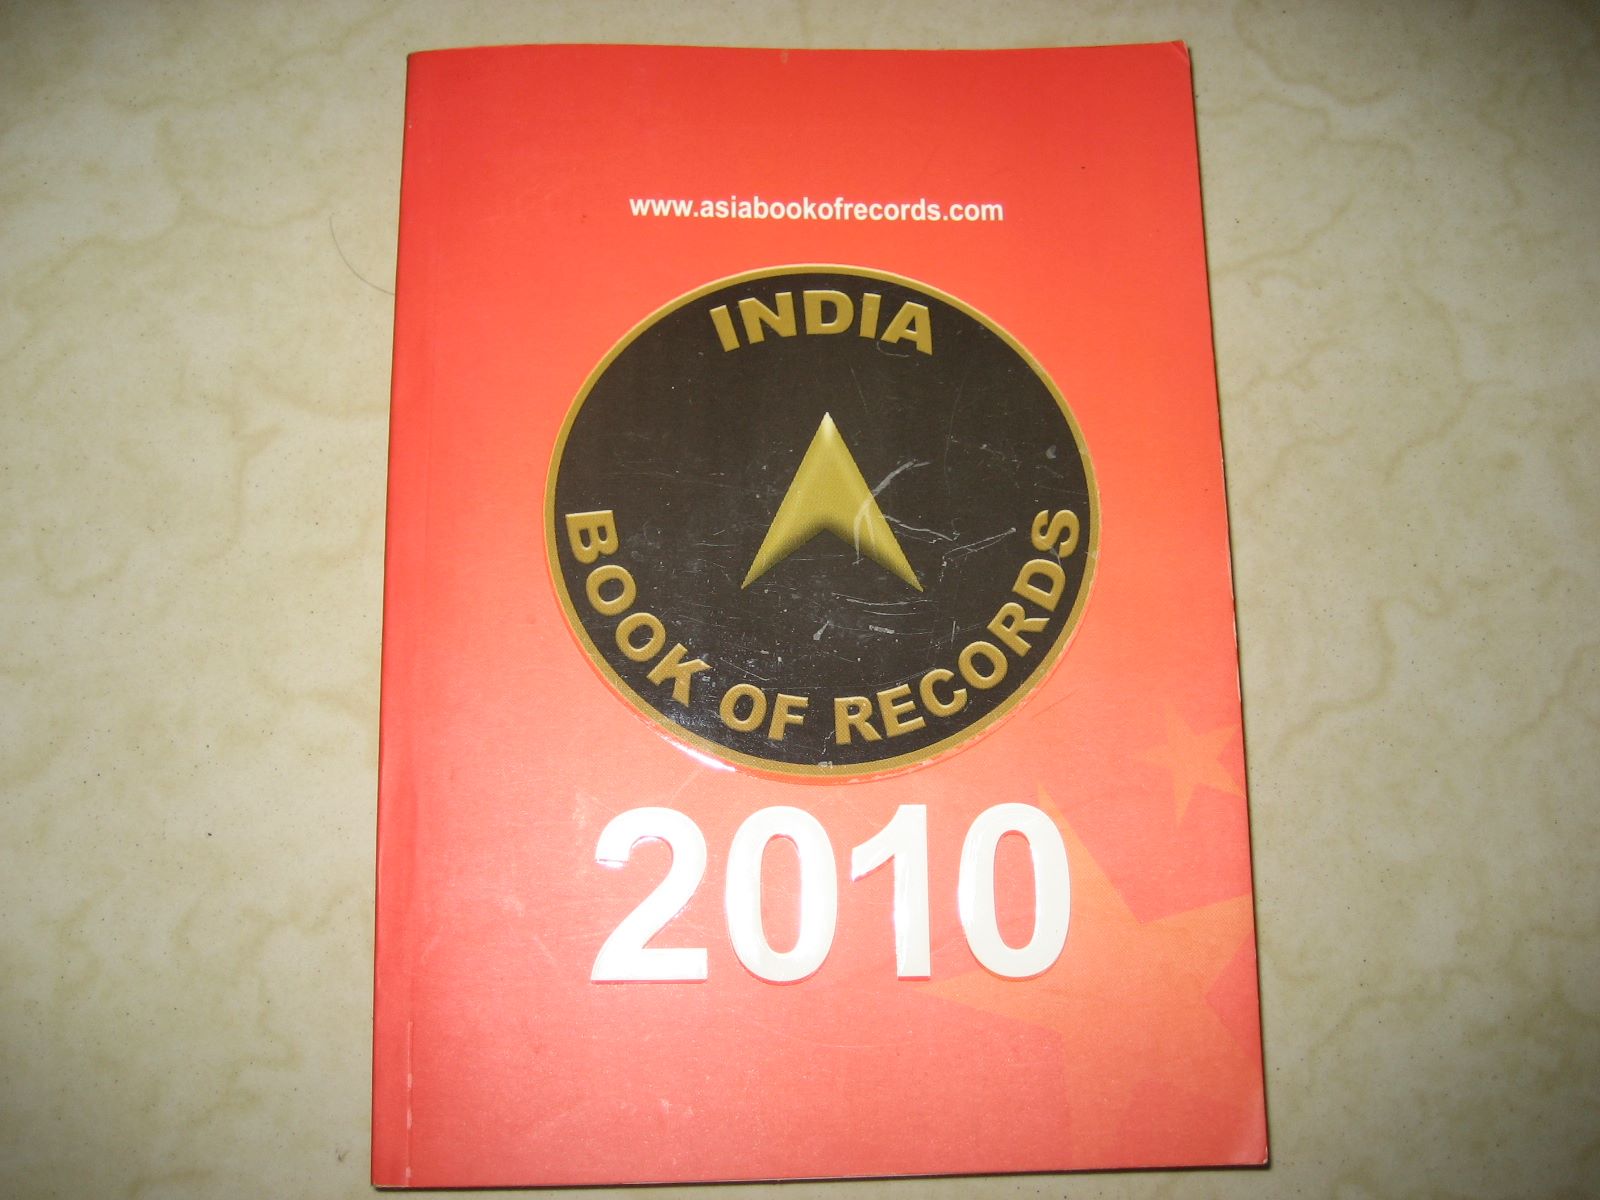 www.asiabookofrecords.com
INDIA
BOOK OF RECORDS
2010